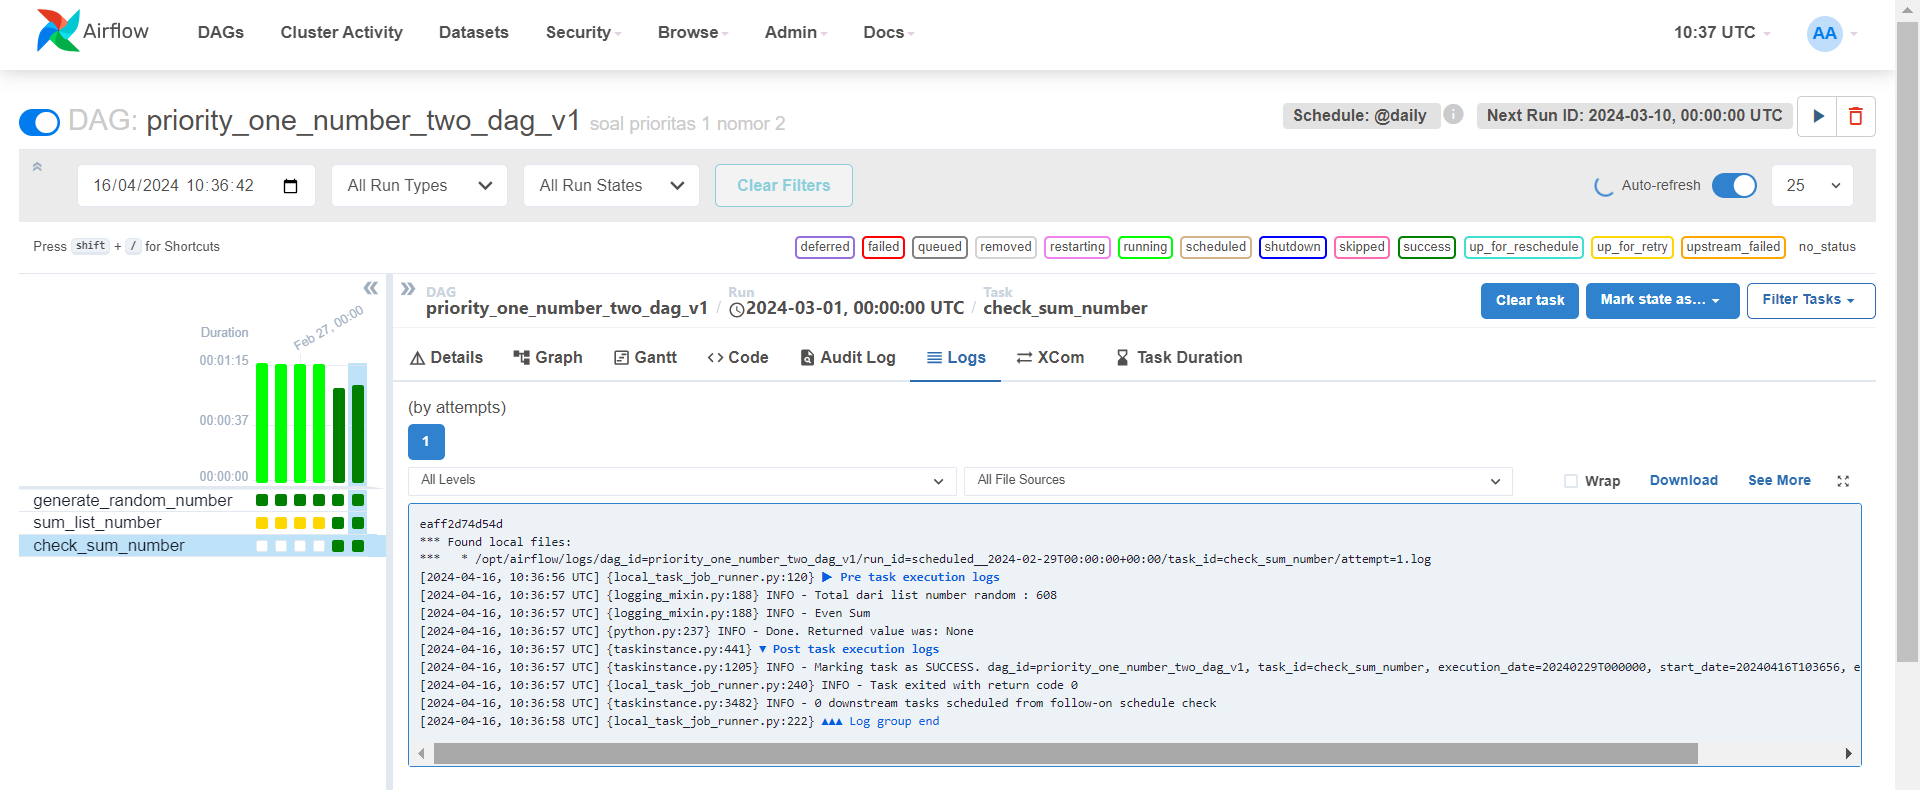 Airflow DAGs Cluster Activity Datasets Security Browse Admin Docs 10:37 UTC AA
DAG: priority_one_number_two_dag_v1 soal prioritas 1 nomor 2 Schedule: @daily i Next Run ID: 2024-03-10, 00:00:00 UTC
16/04/2024 10:36:42 All Run Types All Run States Clear Filters Auto-refresh 25
Press shift + / for Shortcuts deferred failed queued removed restarting running scheduled shutdown skipped success up_for_reschedule up_for_retry upstream_failed no_status
DAG Run Task
priority_one_number_two_dag_v1 / 2024-03-01, 00:00:00 UTC / check_sum_number Clear task Mark state as... Filter Tasks
Duration Feb 27, 00:00
00:01:15
00:00:37
00:00:00
generate_random_number
sum_list_number
check_sum_number
Details Graph Gantt Code Audit Log Logs XCom Task Duration
(by attempts)
1
All Levels All File Sources Wrap Download See More
eaff2d74d54d
*** Found local files:
***   * /opt/airflow/logs/dag_id=priority_one_number_two_dag_v1/run_id=scheduled__2024-02-29T00:00:00+00:00/task_id=check_sum_number/attempt=1.log
[2024-04-16, 10:36:56 UTC] {local_task_job_runner.py:120} ▶ Pre task execution logs
[2024-04-16, 10:36:57 UTC] {logging_mixin.py:188} INFO - Total dari list number random : 608
[2024-04-16, 10:36:57 UTC] {logging_mixin.py:188} INFO - Even Sum
[2024-04-16, 10:36:57 UTC] {python.py:237} INFO - Done. Returned value was: None
[2024-04-16, 10:36:57 UTC] {taskinstance.py:441} ▼ Post task execution logs
[2024-04-16, 10:36:57 UTC] {taskinstance.py:1205} INFO - Marking task as SUCCESS. dag_id=priority_one_number_two_dag_v1, task_id=check_sum_number, execution_date=20240229T000000, start_date=20240416T103656, e
[2024-04-16, 10:36:57 UTC] {local_task_job_runner.py:240} INFO - Task exited with return code 0
[2024-04-16, 10:36:58 UTC] {taskinstance.py:3482} INFO - 0 downstream tasks scheduled from follow-on schedule check
[2024-04-16, 10:36:58 UTC] {local_task_job_runner.py:222} ▲▲▲ Log group end